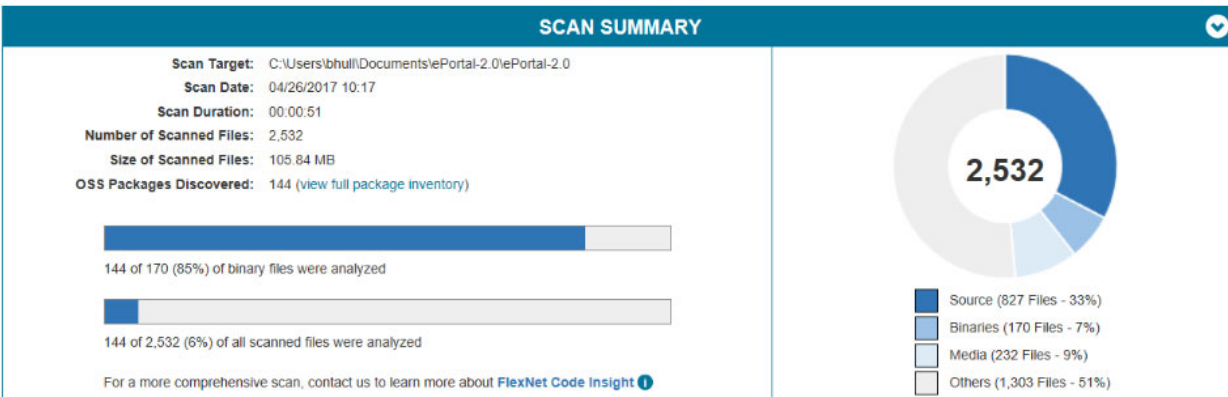 SCAN SUMMARY
Scan Target: C:\Users\bhull\Documents\ePortal-2.0\ePortal-2.0
Scan Date: 04/26/2017 10:17
Scan Duration: 00:00:51
Number of Scanned Files: 2,532
Size of Scanned Files: 105.84 MB
OSS Packages Discovered: 144 (view full package inventory)
144 of 170 (85%) of binary files were analyzed
144 of 2,532 (6%) of all scanned files were analyzed
For a more comprehensive scan, contact us to learn more about FlexNet Code Insight i
2,532
Source (827 Files - 33%)
Binaries (170 Files - 7%)
Media (232 Files - 9%)
Others (1,303 Files - 51%)